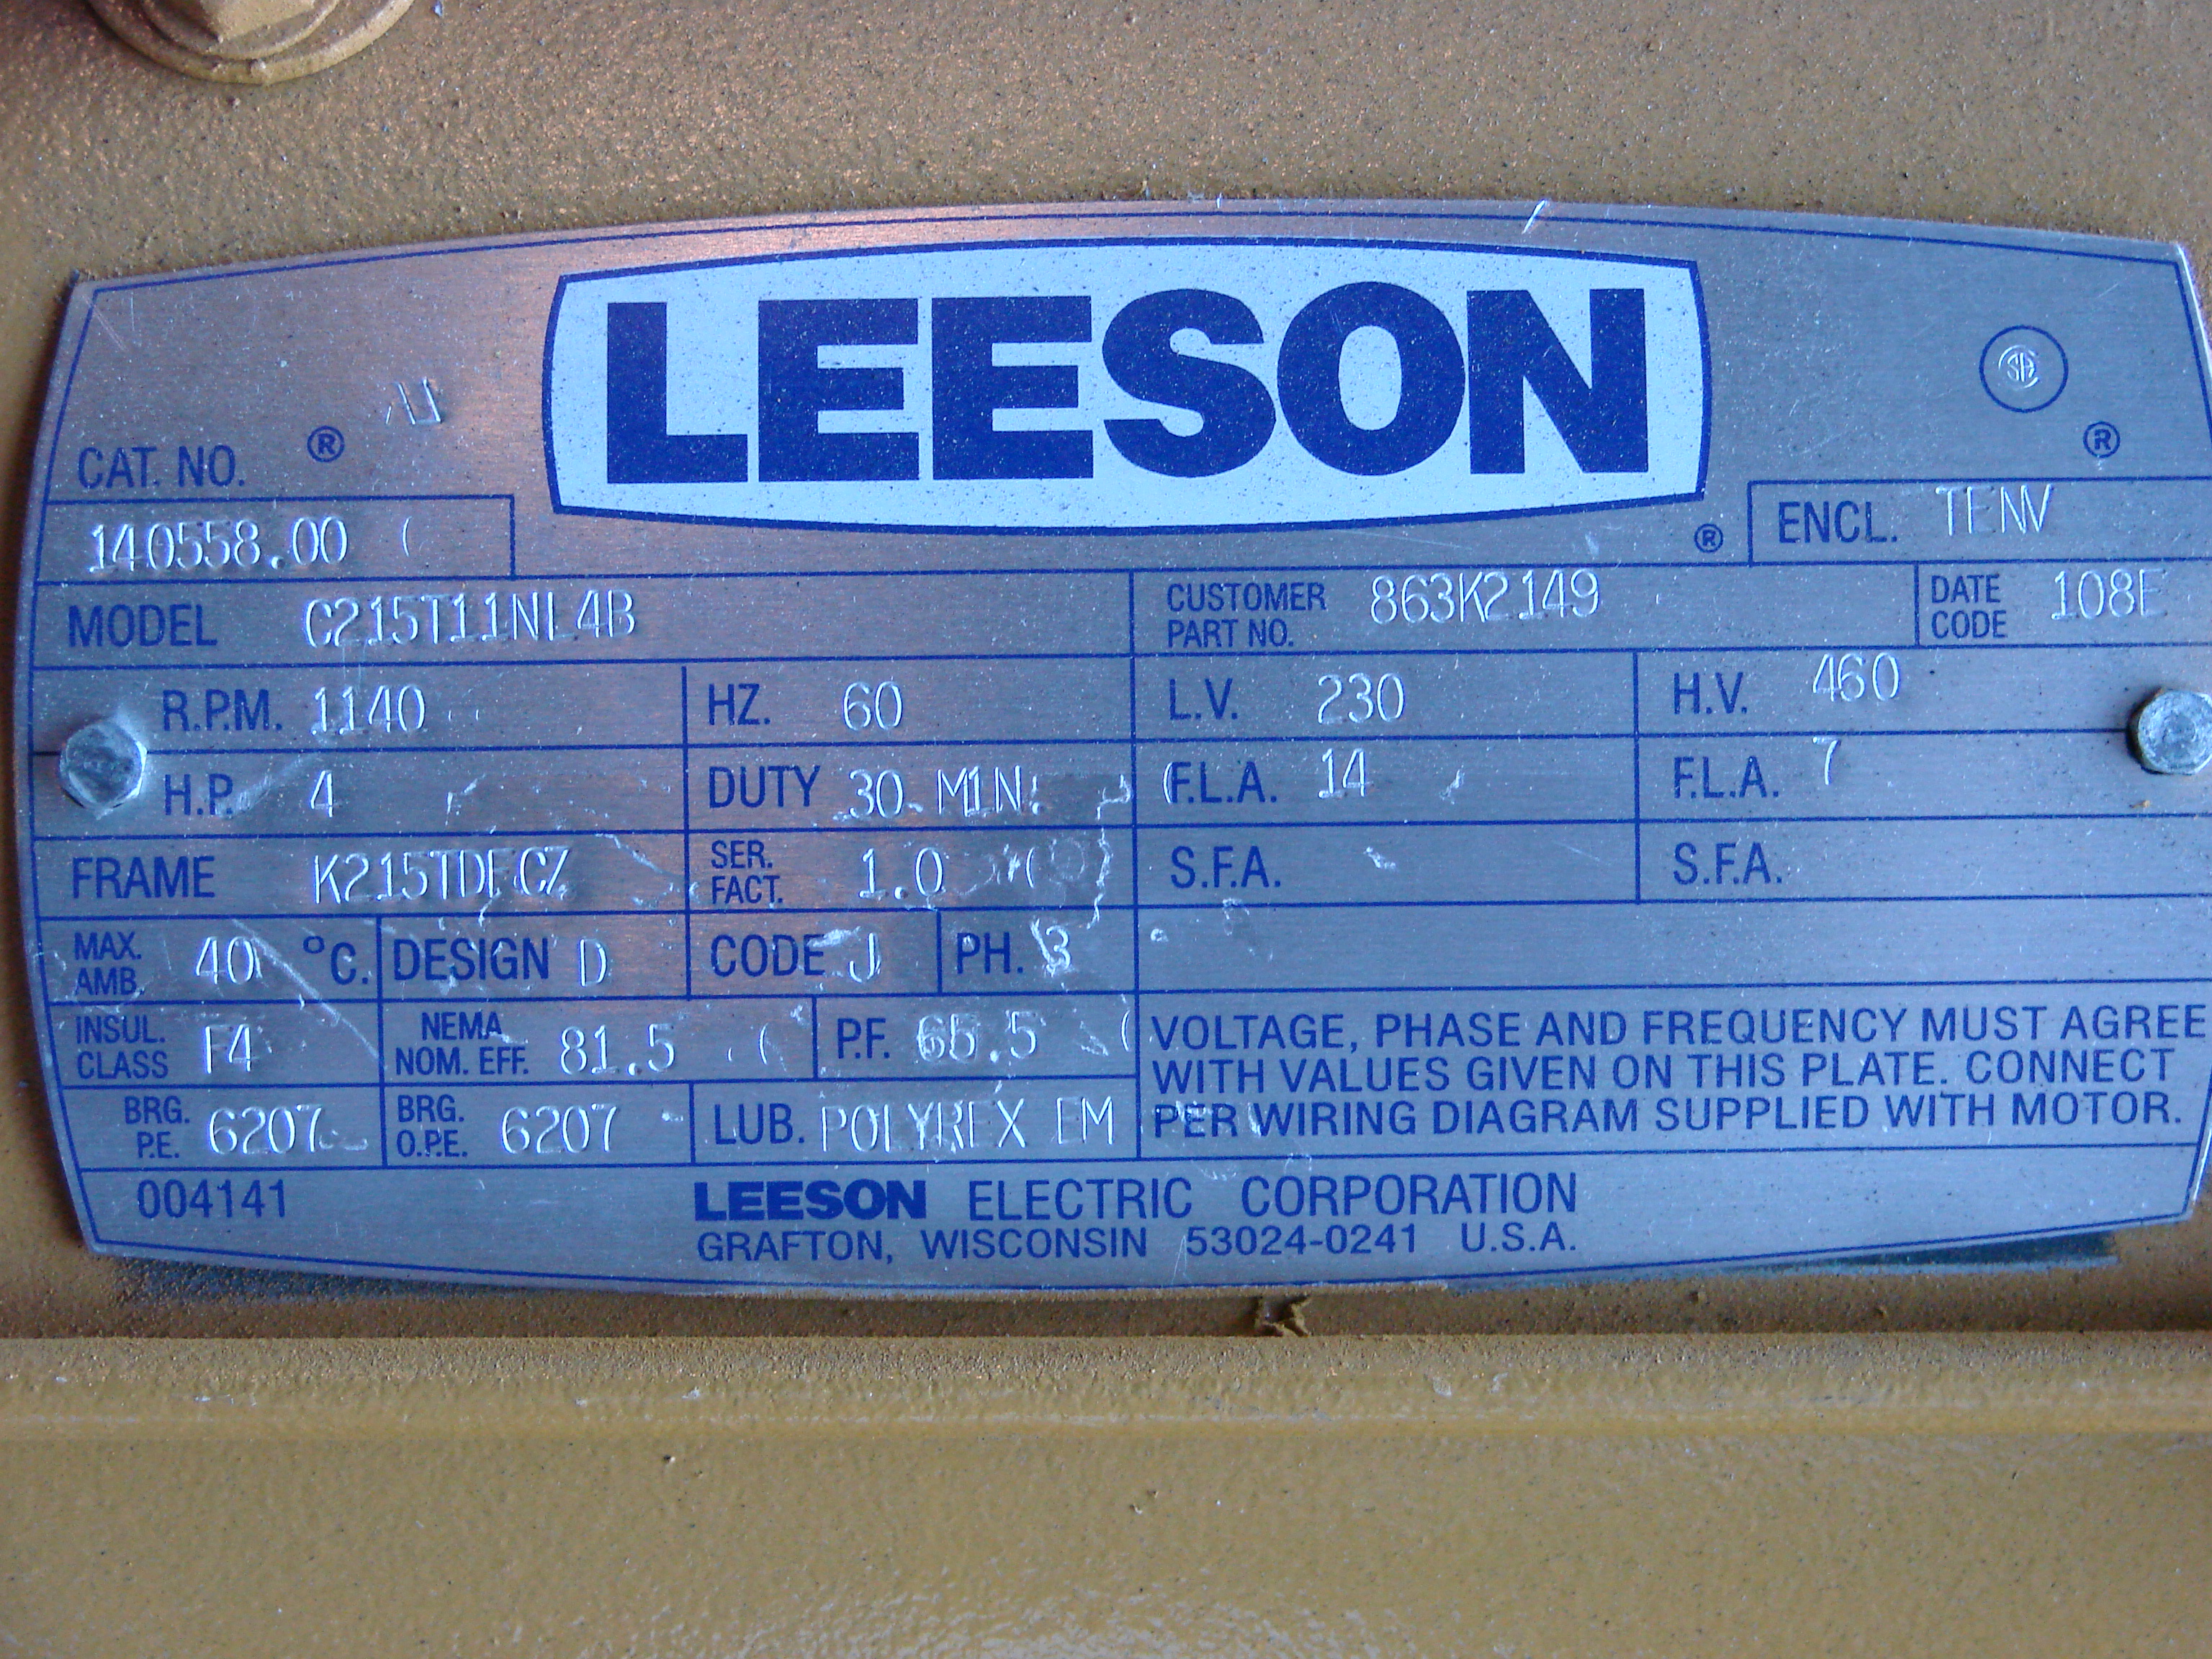 LEESON
®
®
®
CAT. NO.
140558.00
ENCL. TENV
MODEL C215T11NL4B
CUSTOMER PART NO. 863K2149
DATE CODE 108E
R.P.M. 1140
HZ. 60
L.V. 230
H.V. 460
H.P. 4
DUTY 30 MIN.
F.L.A. 14
F.L.A. 7
FRAME K215TDFCZ
SER. FACT. 1.0
S.F.A.
S.F.A.
MAX. AMB. 40 °C.
DESIGN D
CODE J
PH. 3
INSUL. CLASS F4
NEMA NOM. EFF. 81.5
P.F.
VOLTAGE, PHASE AND FREQUENCY MUST AGREE
WITH VALUES GIVEN ON THIS PLATE. CONNECT
PER WIRING DIAGRAM SUPPLIED WITH MOTOR.
BRG. P.E. 6207
BRG. O.P.E. 6207
LUB. POLYREX EM
004141
LEESON ELECTRIC CORPORATION
GRAFTON, WISCONSIN 53024-0241 U.S.A.